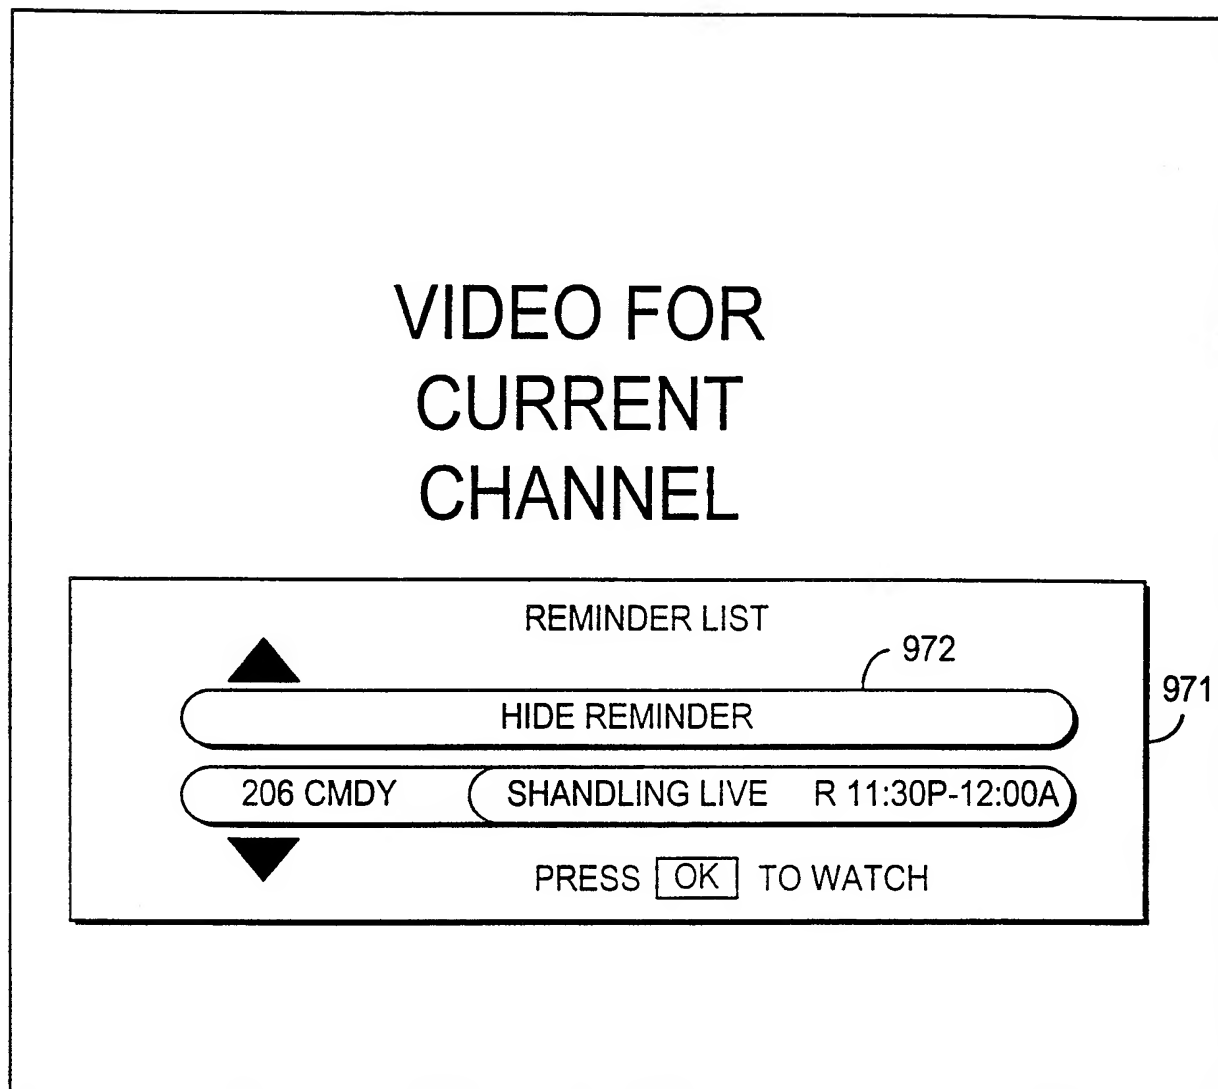 VIDEO FOR
CURRENT
CHANNEL
REMINDER LIST
972
971
HIDE REMINDER
206 CMDY SHANDLING LIVE R 11:30P-12:00A
PRESS OK TO WATCH